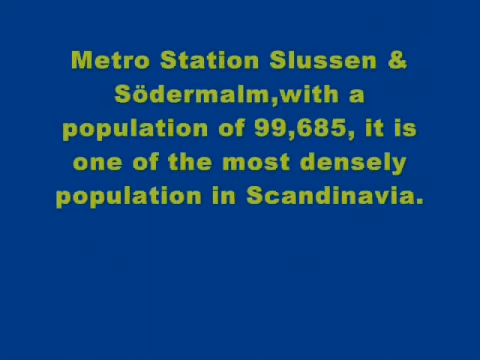 Metro Station Slussen &
Södermalm,with a
population of 99,685, it is
one of the most densely
population in Scandinavia.